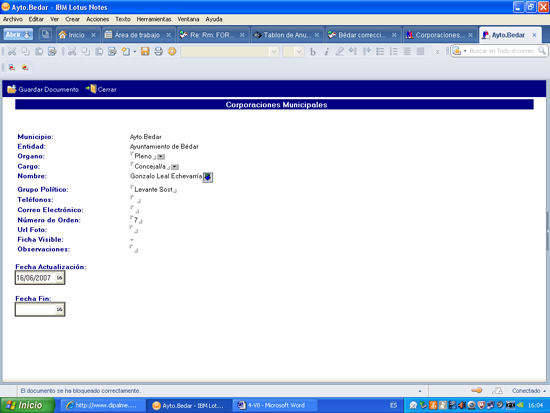 Ayto.Bedar - IBM Lotus Notes
Archivo Editar Ver Crear Acciones Texto Herramientas Ventana Ayuda
Abrir Inicio Área de trabajo Re: Rm: FOR... Tablon de Anu... Bédar correcci... Corporaciones... Ayto.Bedar
Buscar en Todo el correo
Guardar Documento Cerrar
Corporaciones Municipales
Municipio: Ayto.Bedar
Entidad: Ayuntamiento de Bédar
Organo: Pleno
Cargo: Concejal/a
Nombre: Gonzalo Leal Echevarría
Grupo Político: Levante Sost.
Teléfonos:
Correo Electrónico:
Número de Orden: 7
Url Foto:
Ficha Visible:
Observaciones:
Fecha Actualización:
16/06/2007 16
Fecha Fin:
16
El documento se ha bloqueado correctamente. Conectado
Inicio http://www.dipalme... Ayto.Bedar - IBM Lot... 4-V8 - Microsoft Word ES 16:04